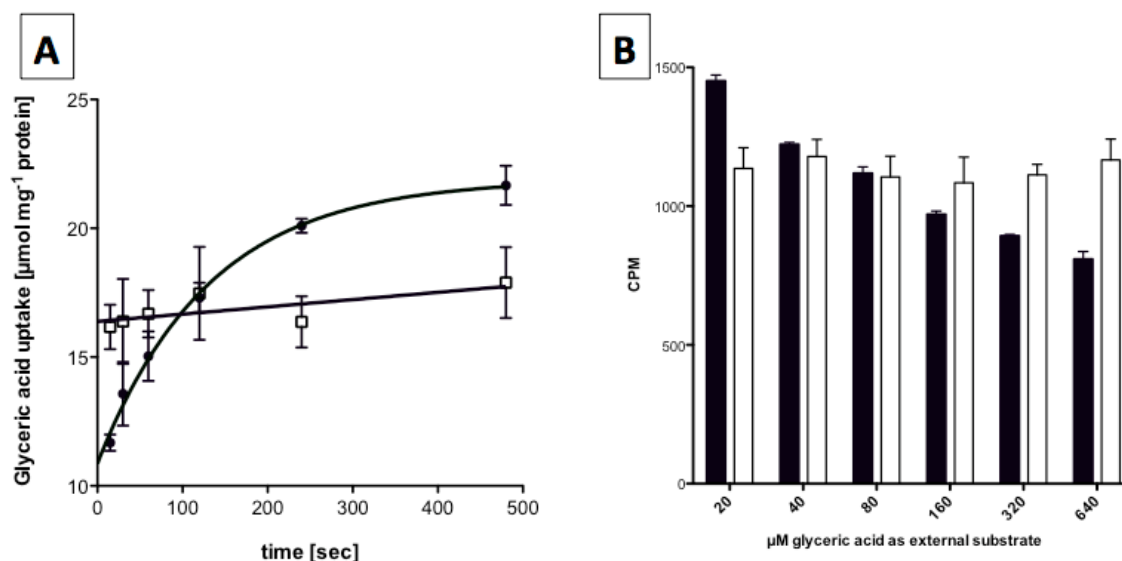 A
Glyceric acid uptake [µmol mg⁻¹ protein)
25
20
15
10
0 100 200 300 400 500
time [sec]
B
CPM
1500
1000
500
0
20 40 80 160 320 640
µM glyceric acid as external substrate